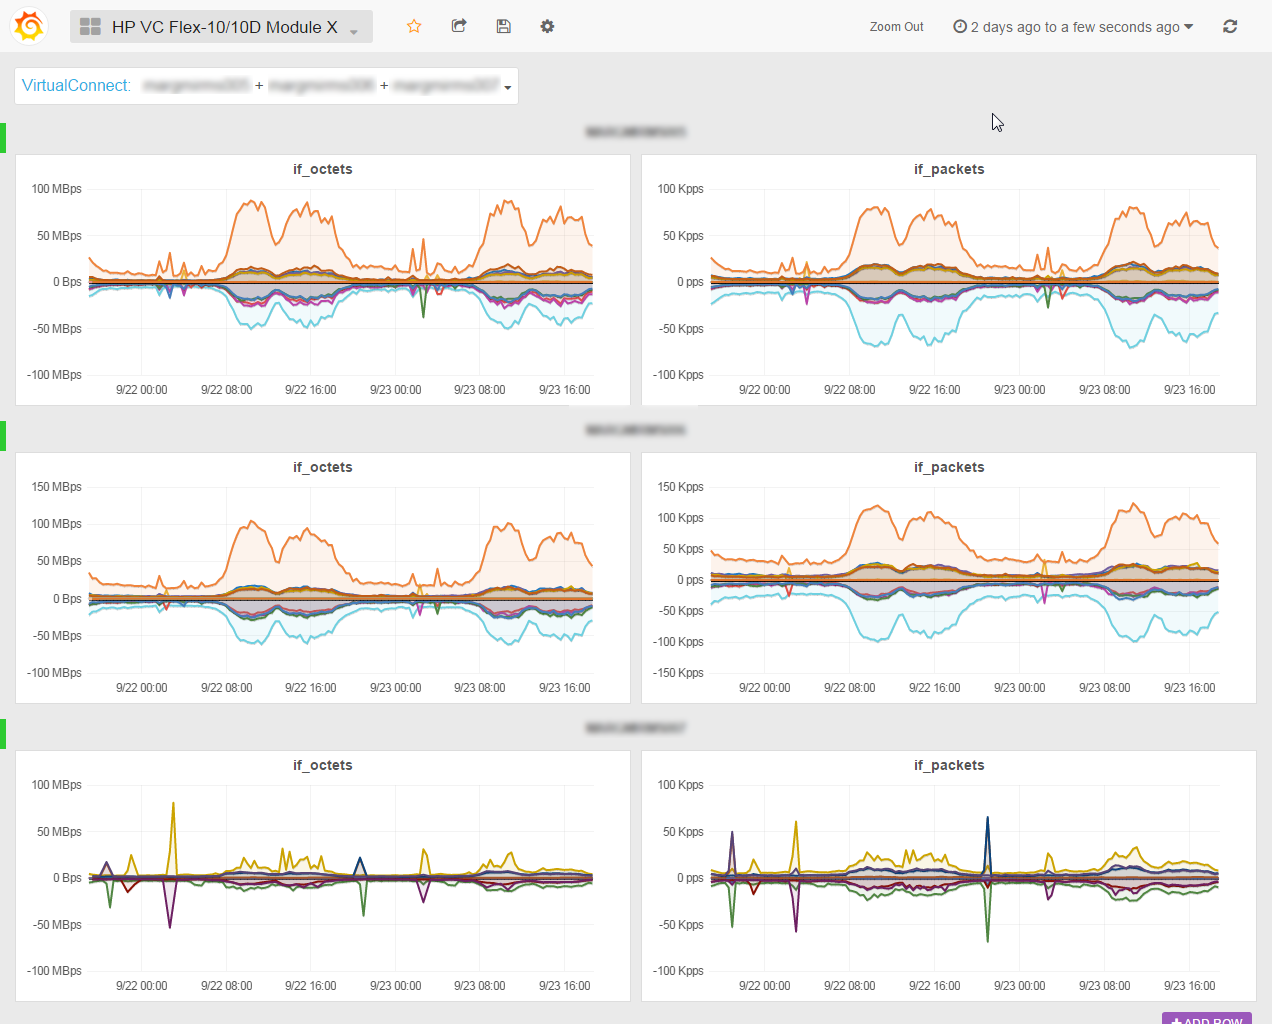 HP VC Flex-10/10D Module X
Zoom Out
2 days ago to a few seconds ago
VirtualConnect:
+
+
if_octets
100 MBps
50 MBps
0 Bps
-50 MBps
-100 MBps
9/22 00:00 9/22 08:00 9/22 16:00 9/23 00:00 9/23 08:00 9/23 16:00
if_packets
100 Kpps
50 Kpps
0 pps
-50 Kpps
-100 Kpps
9/22 00:00 9/22 08:00 9/22 16:00 9/23 00:00 9/23 08:00 9/23 16:00
if_octets
150 MBps
100 MBps
50 MBps
0 Bps
-50 MBps
-100 MBps
9/22 00:00 9/22 08:00 9/22 16:00 9/23 00:00 9/23 08:00 9/23 16:00
if_packets
150 Kpps
100 Kpps
50 Kpps
0 pps
-50 Kpps
-100 Kpps
-150 Kpps
9/22 00:00 9/22 08:00 9/22 16:00 9/23 00:00 9/23 08:00 9/23 16:00
if_octets
100 MBps
50 MBps
0 Bps
-50 MBps
-100 MBps
9/22 00:00 9/22 08:00 9/22 16:00 9/23 00:00 9/23 08:00 9/23 16:00
if_packets
100 Kpps
50 Kpps
0 pps
-50 Kpps
-100 Kpps
9/22 00:00 9/22 08:00 9/22 16:00 9/23 00:00 9/23 08:00 9/23 16:00
+ ADD ROW